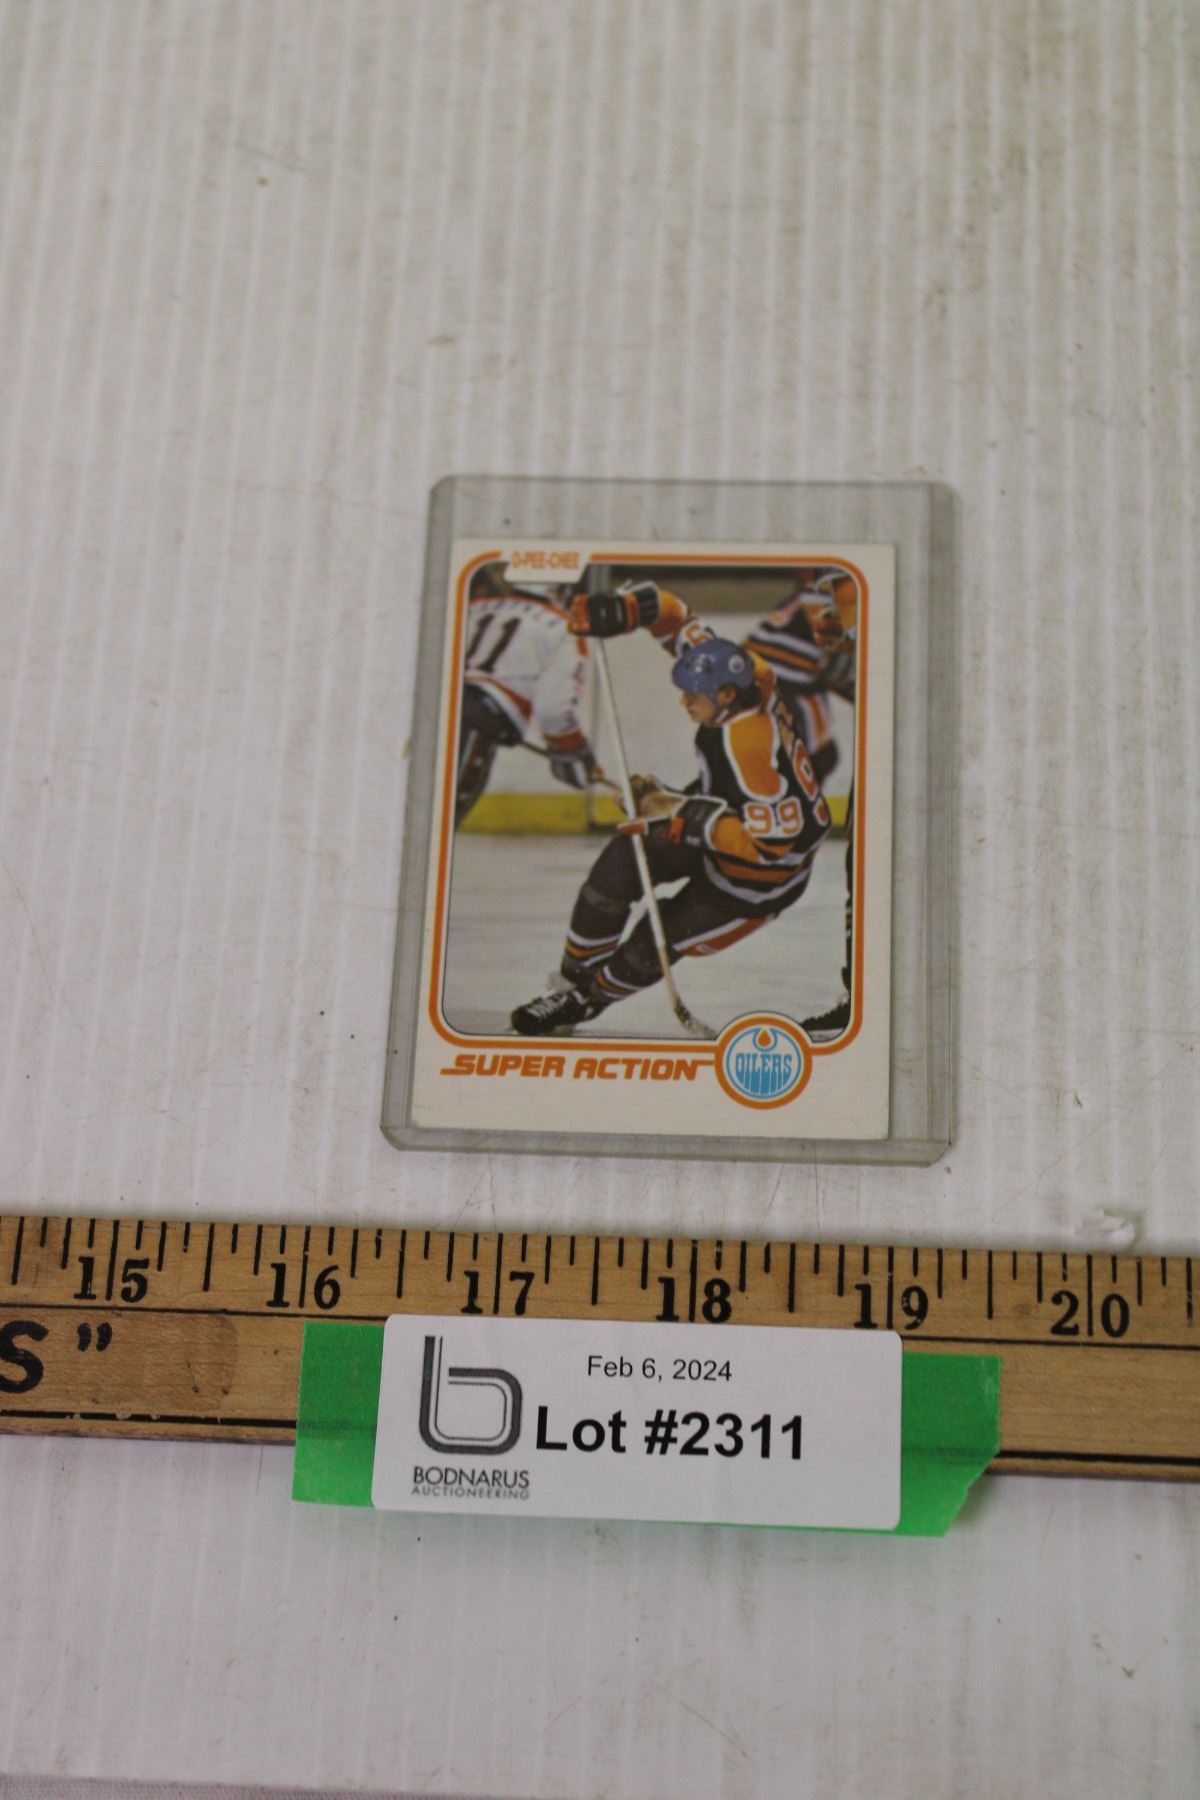 O-PEE-CHEE
11
99
SUPER ACTION
OILERS
15 16 17 18 19 20
S"
Feb 6, 2024
Lot #2311
BODNARUS
AUCTIONEERING